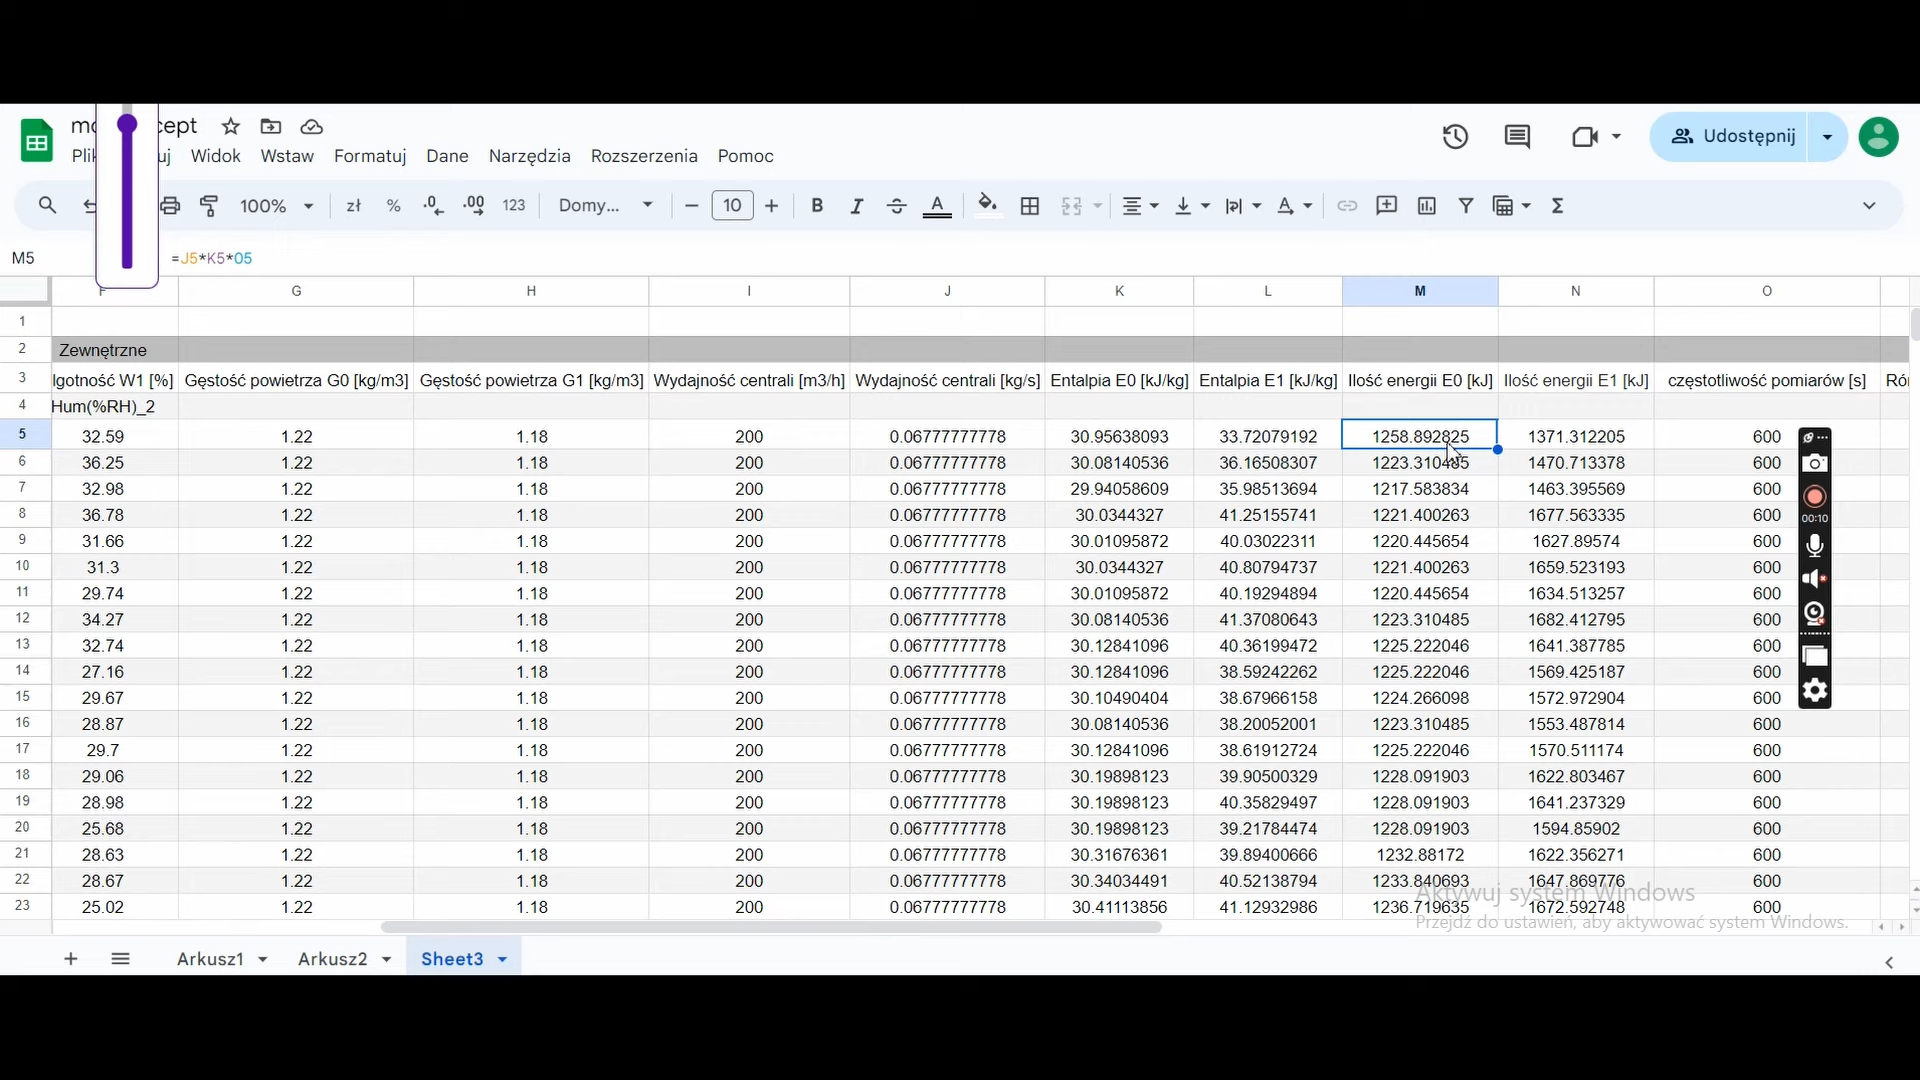 mo cept
Plik uj Widok Wstaw Formatuj Dane Narzędzia Rozszerzenia Pomoc
Udostępnij
100% zł % .0 .00 123 Domy... 10 B I A
M5 =J5*K5*O5
F G H I J K L M N O
1
2 Zewnętrzne
3 lgotność W1 [%] Gęstość powietrza G0 [kg/m3] Gęstość powietrza G1 [kg/m3] Wydajność centrali [m3/h] Wydajność centrali [kg/s] Entalpia E0 [kJ/kg] Entalpia E1 [kJ/kg] Ilość energii E0 [kJ] Ilość energii E1 [kJ] częstotliwość pomiarów [s] Rór
4 Hum(%RH)_2
5 32.59 1.22 1.18 200 0.06777777778 30.95638093 33.72079192 1258.892825 1371.312205 600
6 36.25 1.22 1.18 200 0.06777777778 30.08140536 36.16508307 1223.310485 1470.713378 600
7 32.98 1.22 1.18 200 0.06777777778 29.94058609 35.98513694 1217.583834 1463.395569 600
8 36.78 1.22 1.18 200 0.06777777778 30.0344327 41.25155741 1221.400263 1677.563335 600
9 31.66 1.22 1.18 200 0.06777777778 30.01095872 40.03022311 1220.445654 1627.89574 600
10 31.3 1.22 1.18 200 0.06777777778 30.0344327 40.80794737 1221.400263 1659.523193 600
11 29.74 1.22 1.18 200 0.06777777778 30.01095872 40.19294894 1220.445654 1634.513257 600
12 34.27 1.22 1.18 200 0.06777777778 30.08140536 41.37080643 1223.310485 1682.412795 600
13 32.74 1.22 1.18 200 0.06777777778 30.12841096 40.36199472 1225.222046 1641.387785 600
14 27.16 1.22 1.18 200 0.06777777778 30.12841096 38.59242262 1225.222046 1569.425187 600
15 29.67 1.22 1.18 200 0.06777777778 30.10490404 38.67966158 1224.266098 1572.972904 600
16 28.87 1.22 1.18 200 0.06777777778 30.08140536 38.20052001 1223.310485 1553.487814 600
17 29.7 1.22 1.18 200 0.06777777778 30.12841096 38.61912724 1225.222046 1570.511174 600
18 29.06 1.22 1.18 200 0.06777777778 30.19898123 39.90500329 1228.091903 1622.803467 600
19 28.98 1.22 1.18 200 0.06777777778 30.19898123 40.35829497 1228.091903 1641.237329 600
20 25.68 1.22 1.18 200 0.06777777778 30.19898123 39.21784474 1228.091903 1594.85902 600
21 28.63 1.22 1.18 200 0.06777777778 30.31676361 39.89400666 1232.88172 1622.356271 600
22 28.67 1.22 1.18 200 0.06777777778 30.34034491 40.52138794 1233.840693 1647.869776 600
23 25.02 1.22 1.18 200 0.06777777778 30.41113856 41.12932986 1236.719635 1672.592748 600
00:10
Aktywuj system Windows
Przejdź do ustawień, aby aktywować system Windows.
Arkusz1 Arkusz2 Sheet3